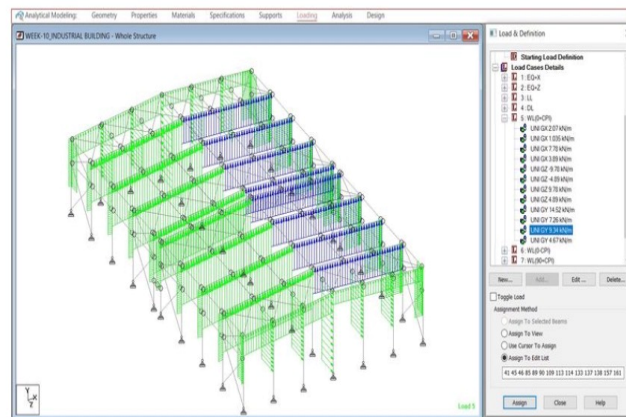 Analytical Modeling: Geometry Properties Materials Specifications Supports Loading Analysis Design
WEEK-10_INDUSTRIAL BUILDING - Whole Structure
Load 5
Load & Definition
Starting Load Definition
Load Cases Details
1 : EQ+X
2 : EQ+Z
3 : LL
4 : DL
5 : WL(0+CPI)
UNI GX 2.07 kN/m
UNI GX 1.035 kN/m
UNI GX 7.78 kN/m
UNI GX 3.89 kN/m
UNI GZ -9.78 kN/m
UNI GZ -4.89 kN/m
UNI GZ 9.78 kN/m
UNI GZ 4.89 kN/m
UNI GY 14.52 kN/m
UNI GY 7.26 kN/m
UNI GY 9.34 kN/m
UNI GY 4.67 kN/m
6 : WL(0-CPI)
7 : WL(90+CPI)
New... Add... Edit ... Delete...
Toggle Load
Assignment Method
Assign To Selected Beams
Assign To View
Use Cursor To Assign
Assign To Edit List
41 43 46 85 89 90 109 113 114 133 137 138 157 161
Assign Close Help
Y
X
Z